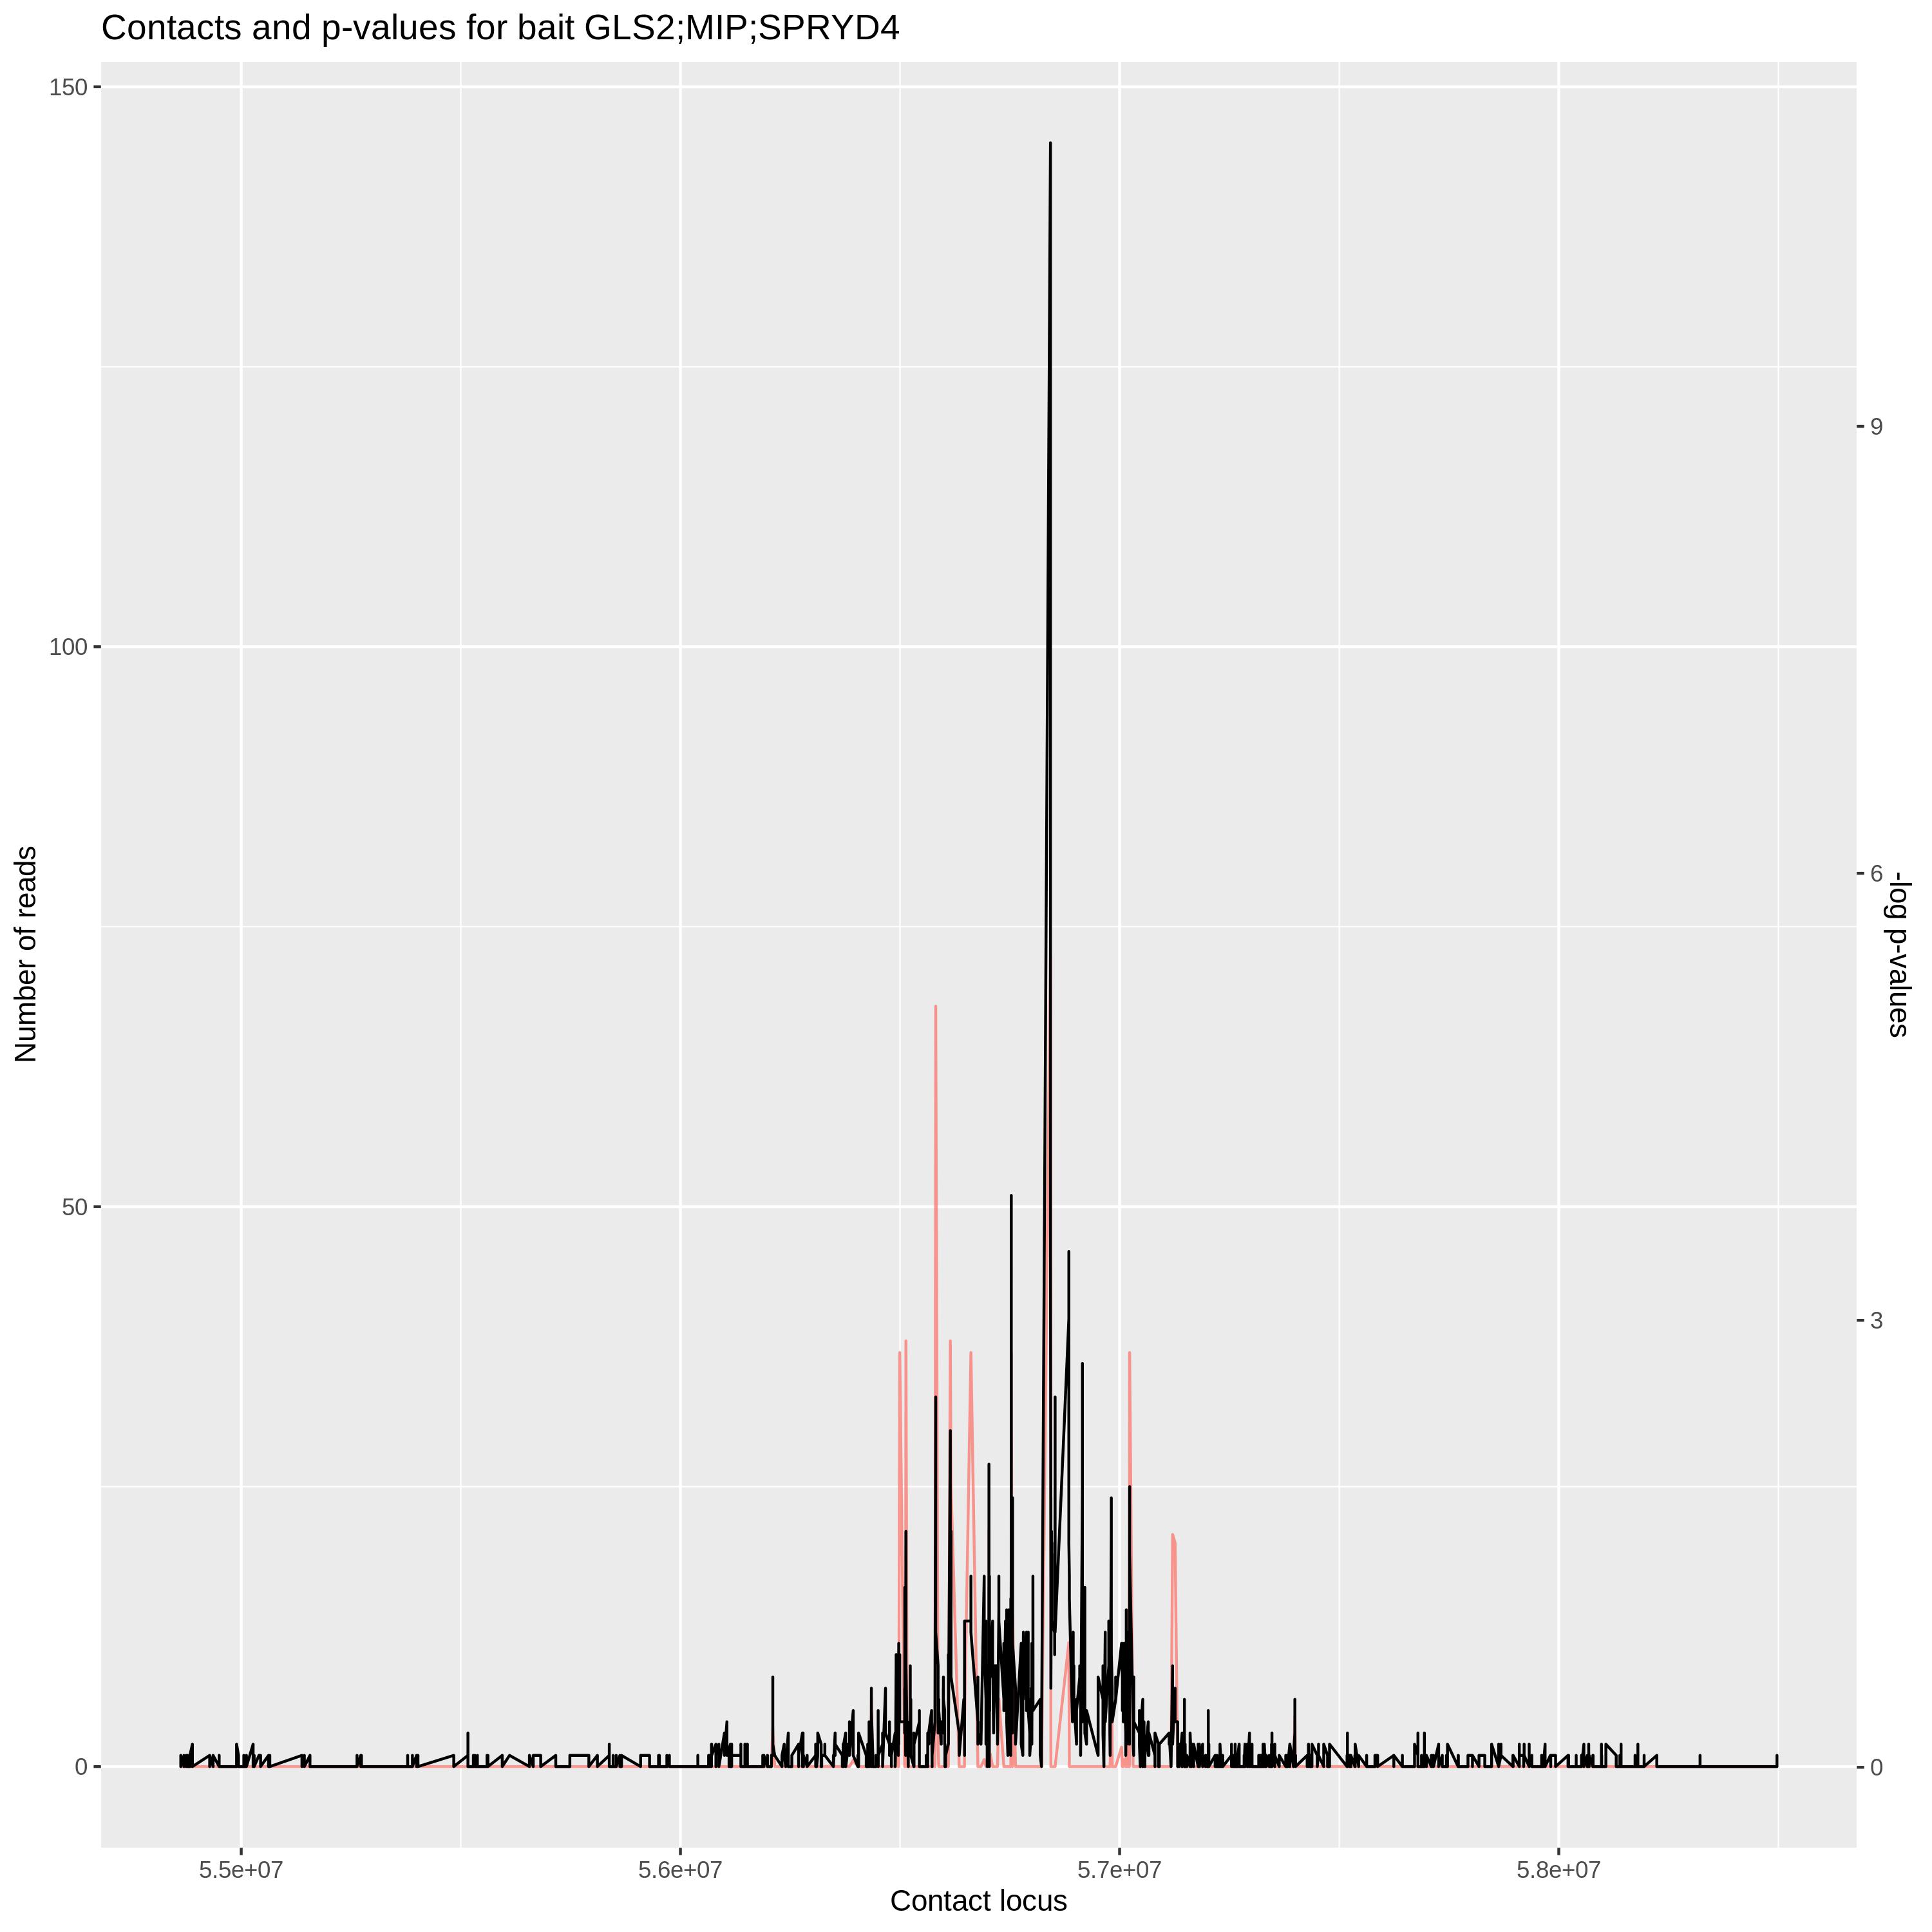 Contacts and p-values for bait GLS2;MIP;SPRYD4
150
100
50
0
Number of reads
9
6
3
0
-log p-values
5.5e+07
5.6e+07
5.7e+07
5.8e+07
Contact locus